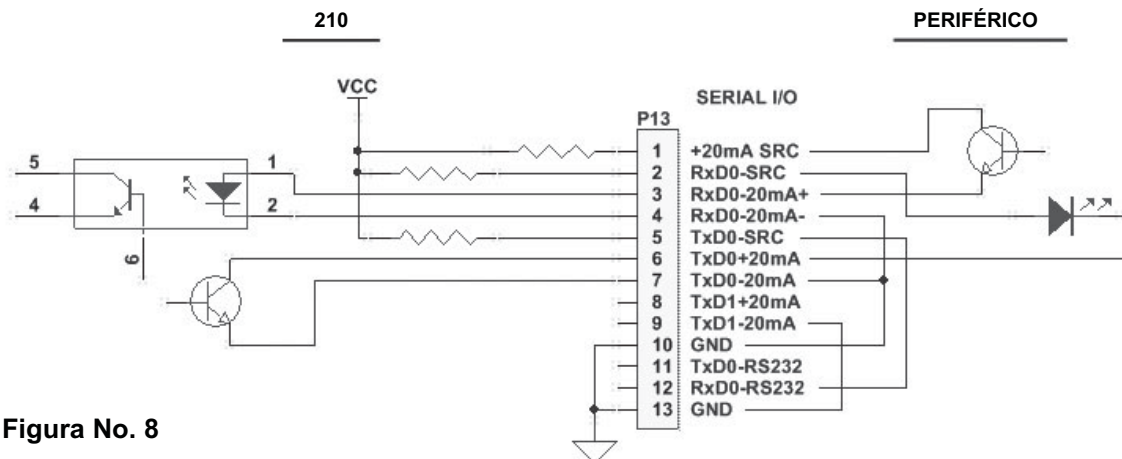 210
PERIFÉRICO
VCC
SERIAL I/O
P13
1 +20mA SRC
2 RxD0-SRC
3 RxD0-20mA+
4 RxD0-20mA-
5 TxD0-SRC
6 TxD0+20mA
7 TxD0-20mA
8 TxD1+20mA
9 TxD1-20mA
10 GND
11 TxD0-RS232
12 RxD0-RS232
13 GND
5
1
4
2
6
Figura No. 8